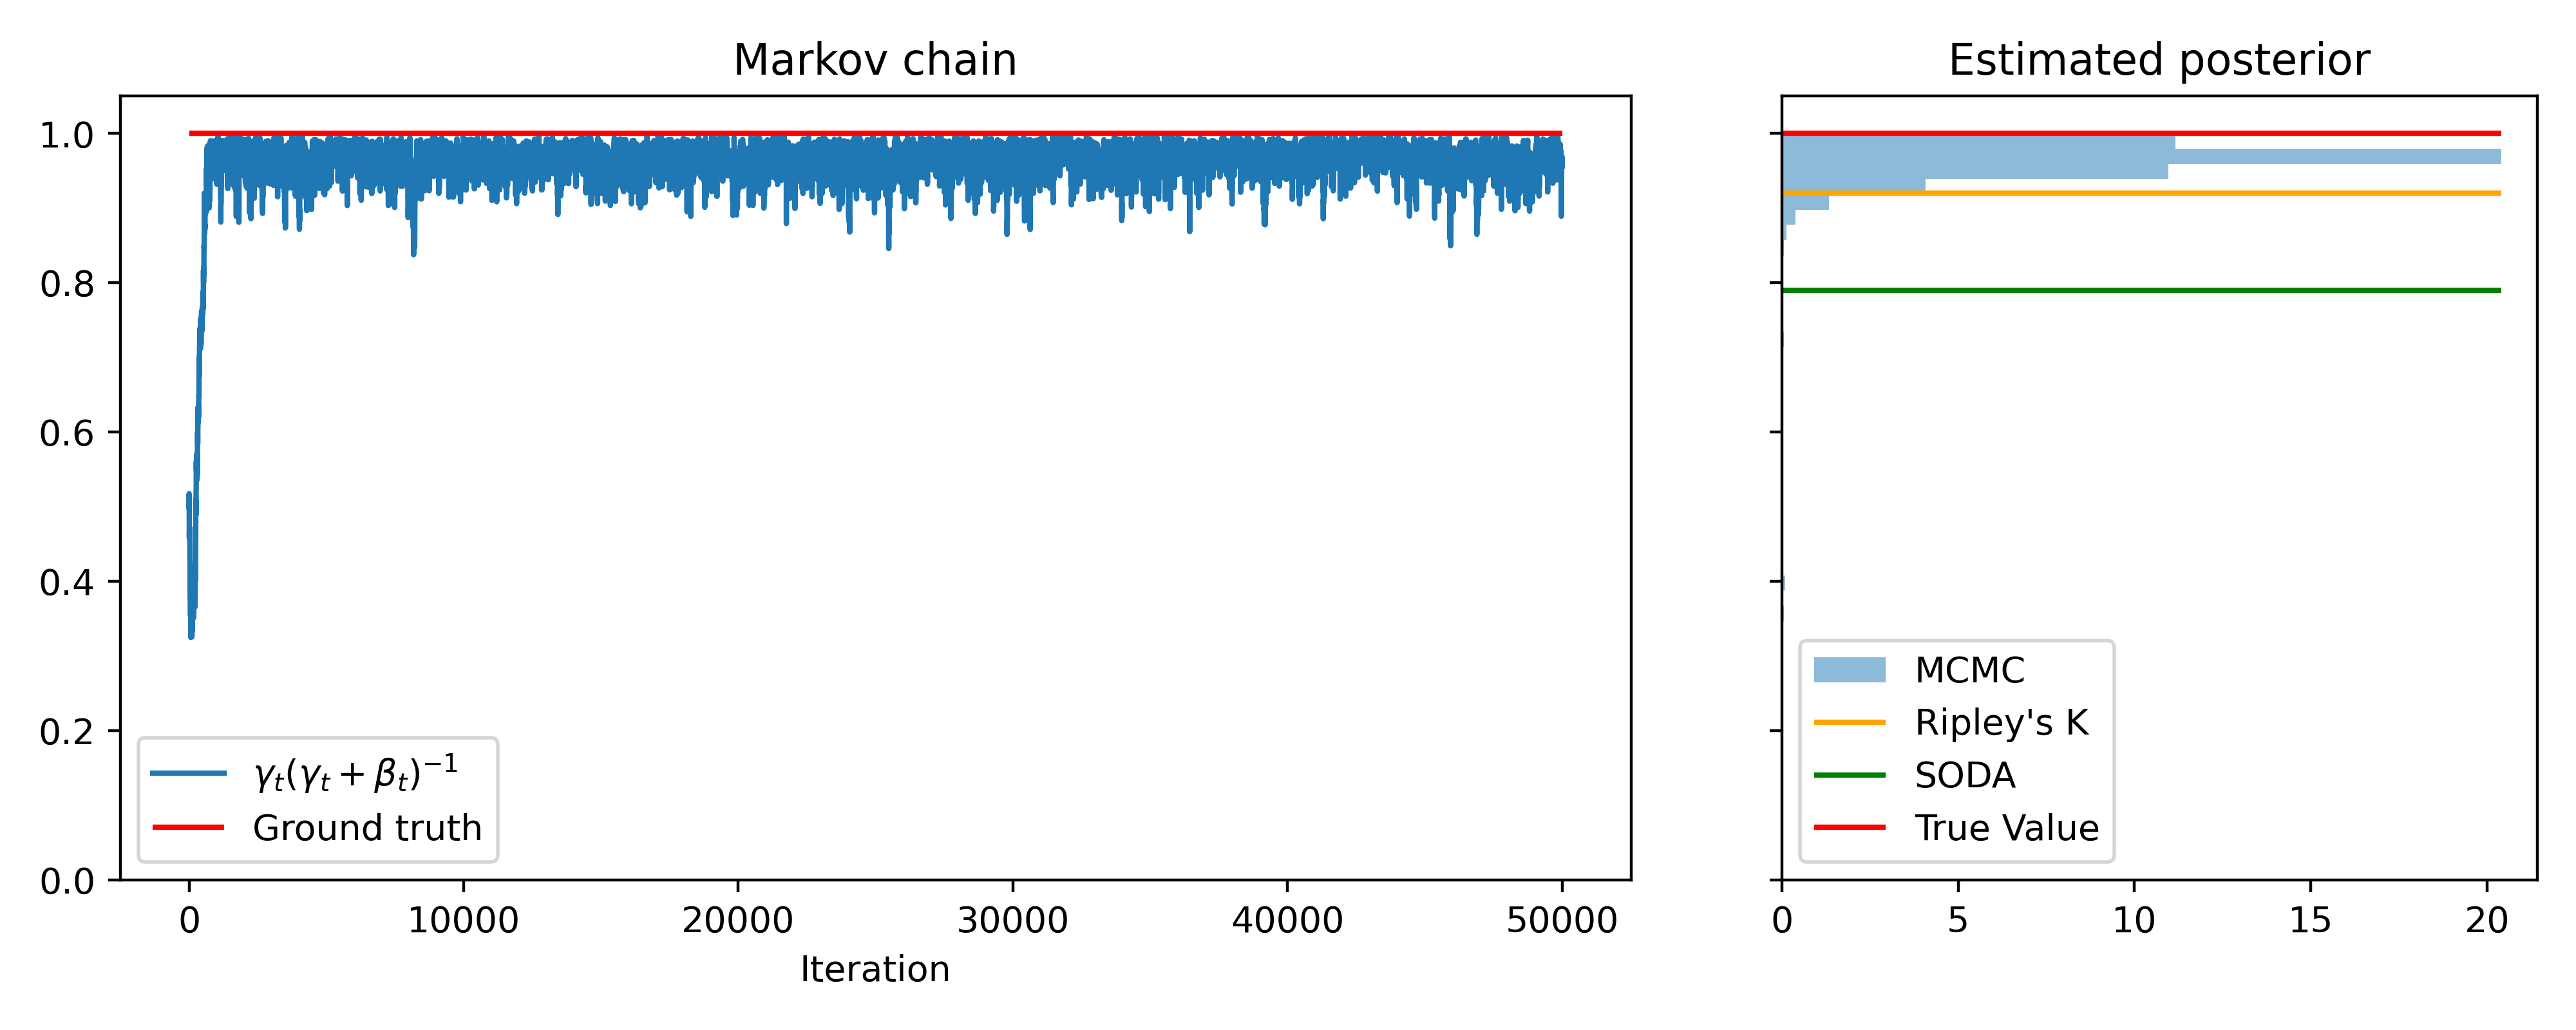 Markov chain
1.0
0.8
0.6
0.4
0.2
0.0
γₜ(γₜ + βₜ)⁻¹
Ground truth
0 10000 20000 30000 40000 50000
Iteration
Estimated posterior
MCMC
Ripley's K
SODA
True Value
0 5 10 15 20